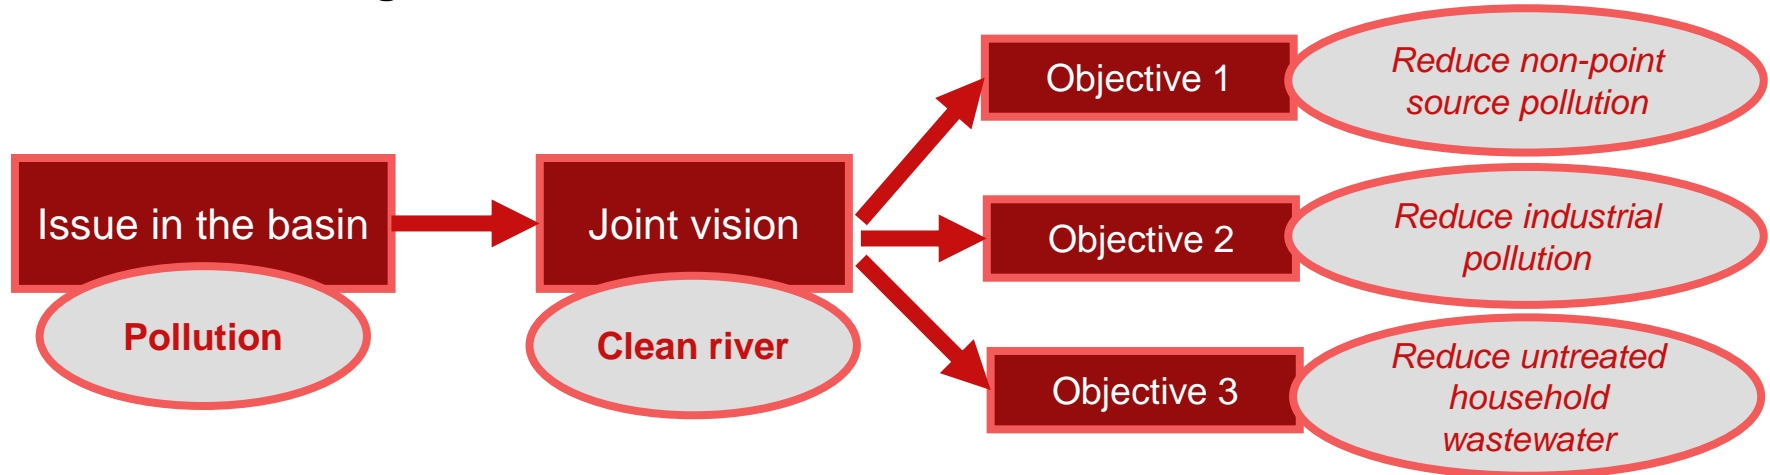 Issue in the basin
Pollution
Joint vision
Clean river
Objective 1
Reduce non-point
source pollution
Objective 2
Reduce industrial
pollution
Objective 3
Reduce untreated
household
wastewater